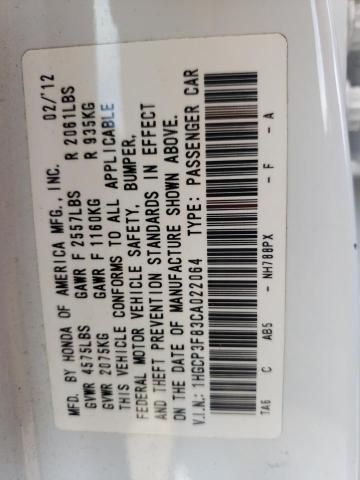 MFD. BY HONDA OF AMERICA MFG., INC. 02/'12
GVWR 4575LBS GAWR F 2557LBS R 2061LBS
GVWR 2075KG GAWR F 1160KG R 935KG
THIS VEHICLE CONFORMS TO ALL APPLICABLE
FEDERAL MOTOR VEHICLE SAFETY, BUMPER,
AND THEFT PREVENTION STANDARDS IN EFFECT
ON THE DATE OF MANUFACTURE SHOWN ABOVE.
V.I.N.: 1HGCP3F83CA022064 TYPE: PASSENGER CAR
TA6 C AB5 - NH788PX - F - A